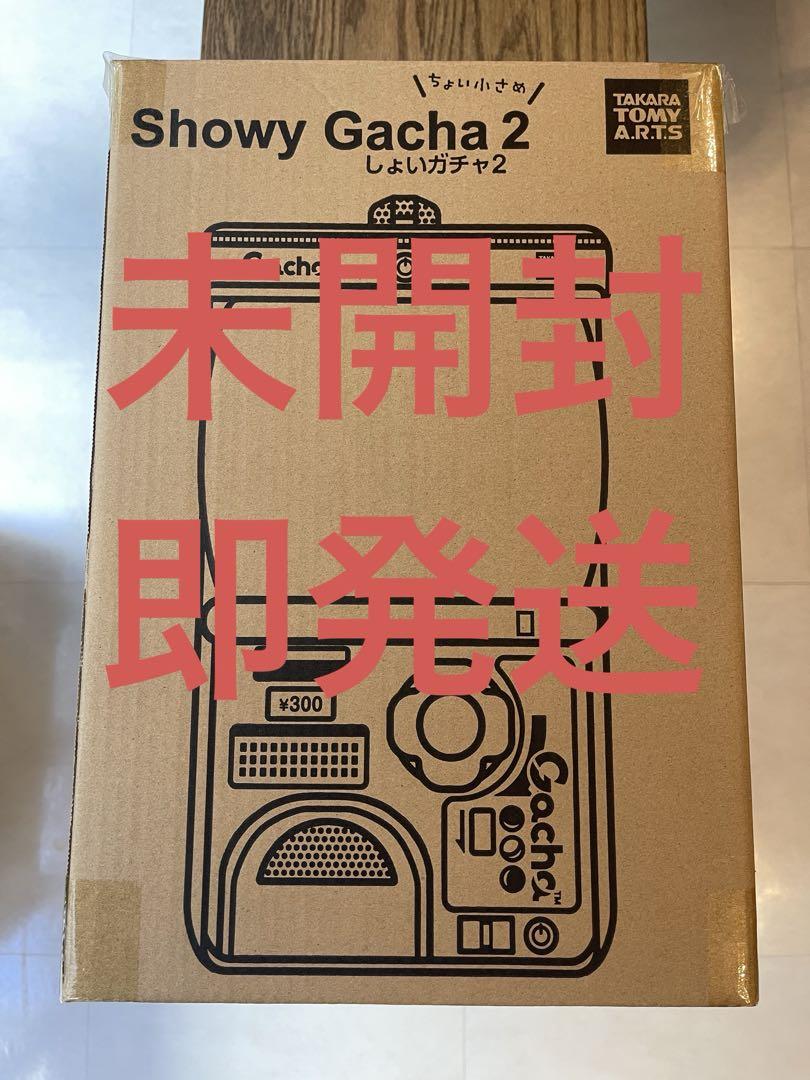 ちょい小さめ
Showy Gacha 2
しょいガチャ2
TAKARA
TOMY
A.R.T.S
未開封
即発送
¥300
Gacha™